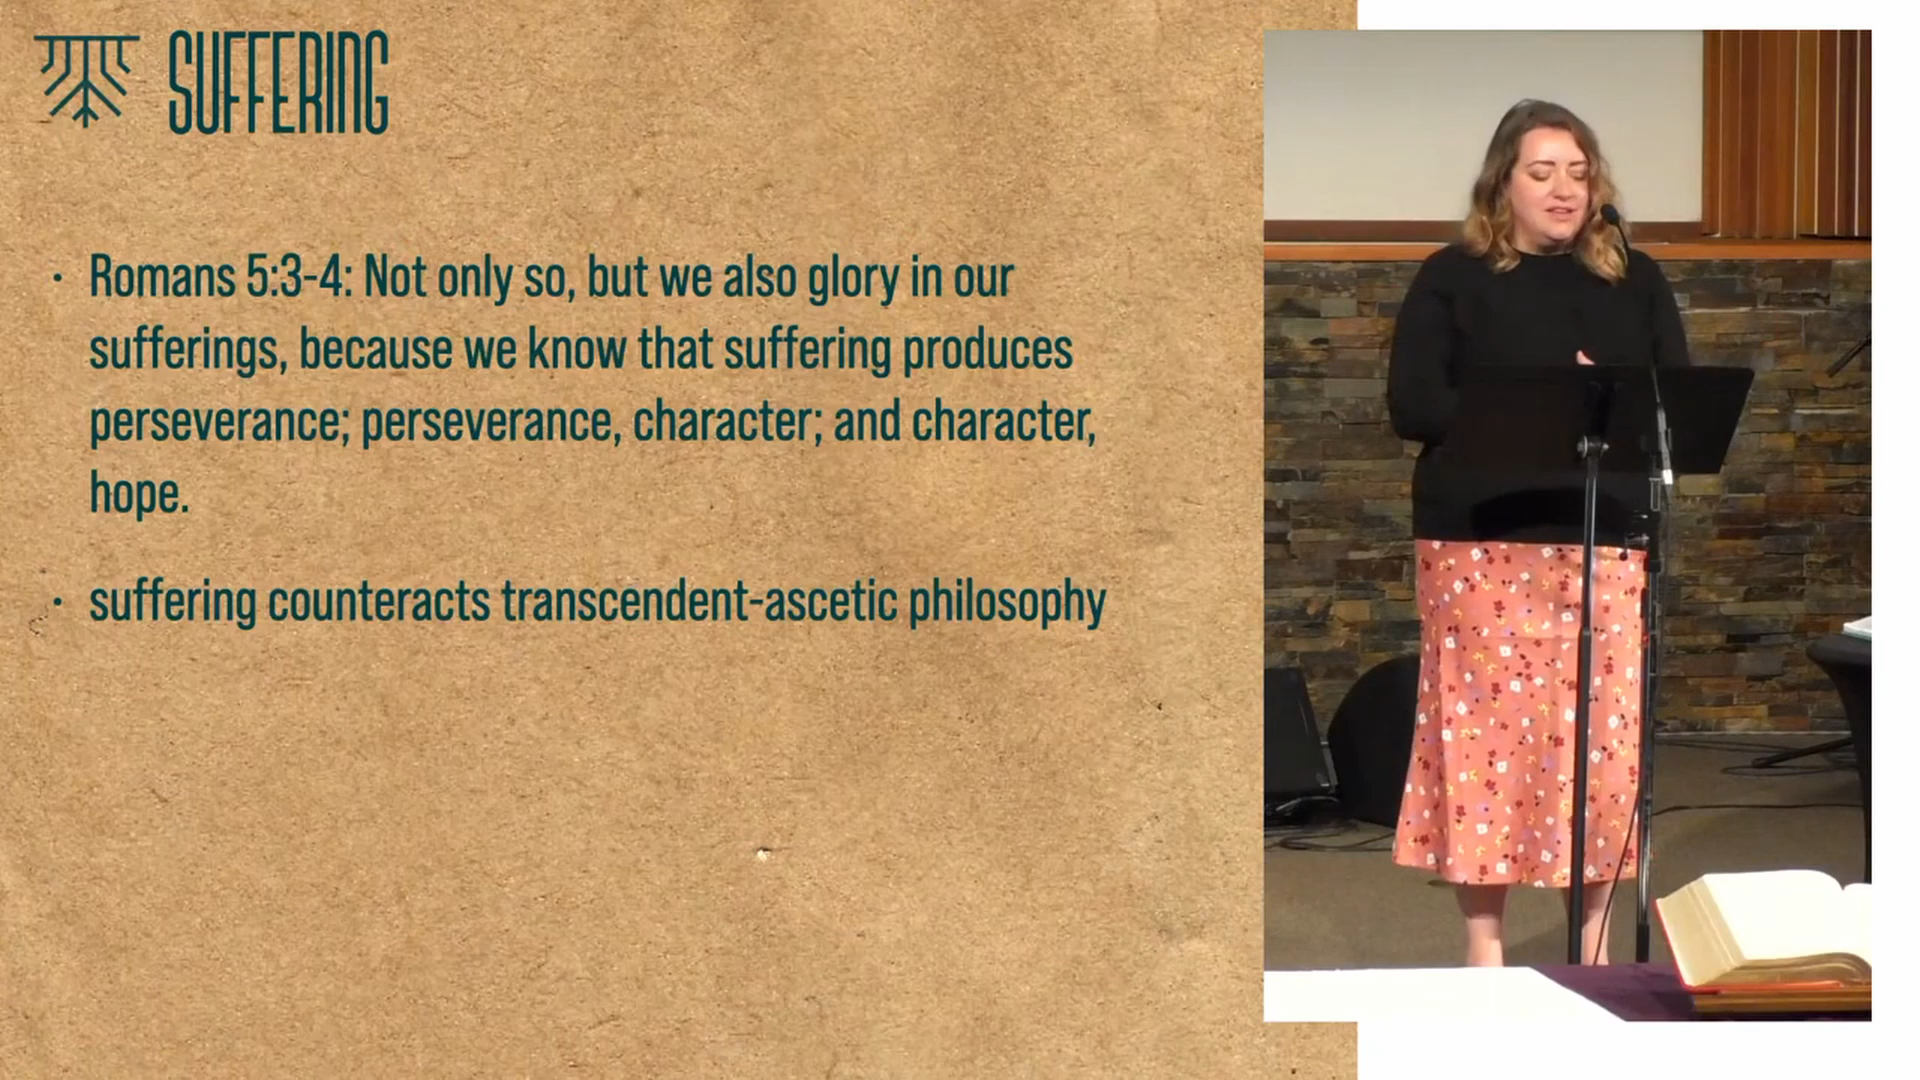 SUFFERING
· Romans 5:3-4: Not only so, but we also glory in our
sufferings, because we know that suffering produces
perseverance; perseverance, character; and character,
hope.
· suffering counteracts transcendent-ascetic philosophy